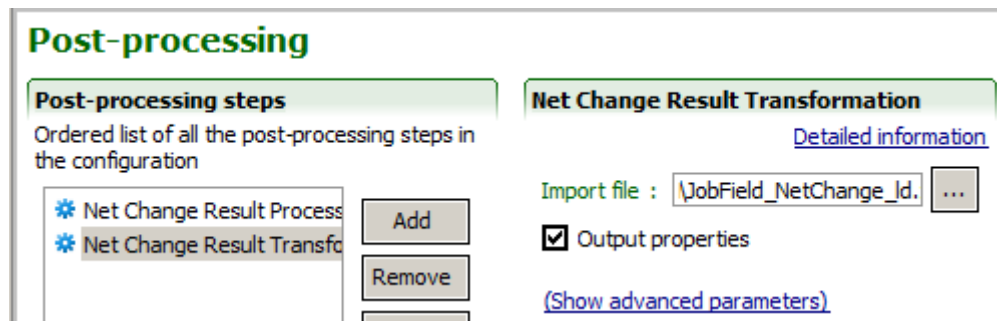 Post-processing
Post-processing steps
Ordered list of all the post-processing steps in
the configuration
Net Change Result Process
Net Change Result Transfo
Add
Remove
Net Change Result Transformation
Detailed information
Import file : \JobField_NetChange_ld.
...
Output properties
(Show advanced parameters)